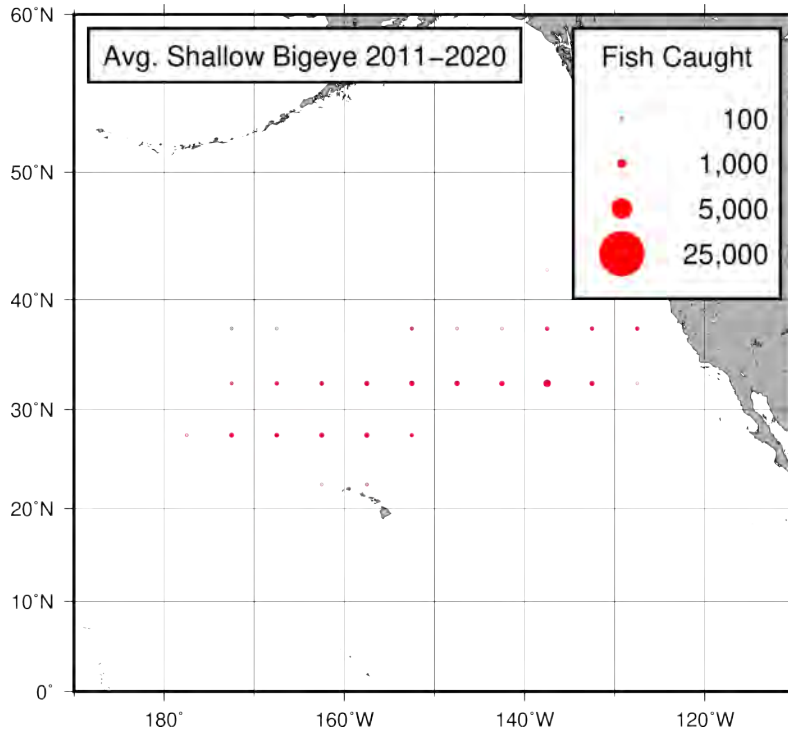 Avg. Shallow Bigeye 2011–2020
Fish Caught
100
1,000
5,000
25,000
60˚N
50˚N
40˚N
30˚N
20˚N
10˚N
0˚
180˚
160˚W
140˚W
120˚W